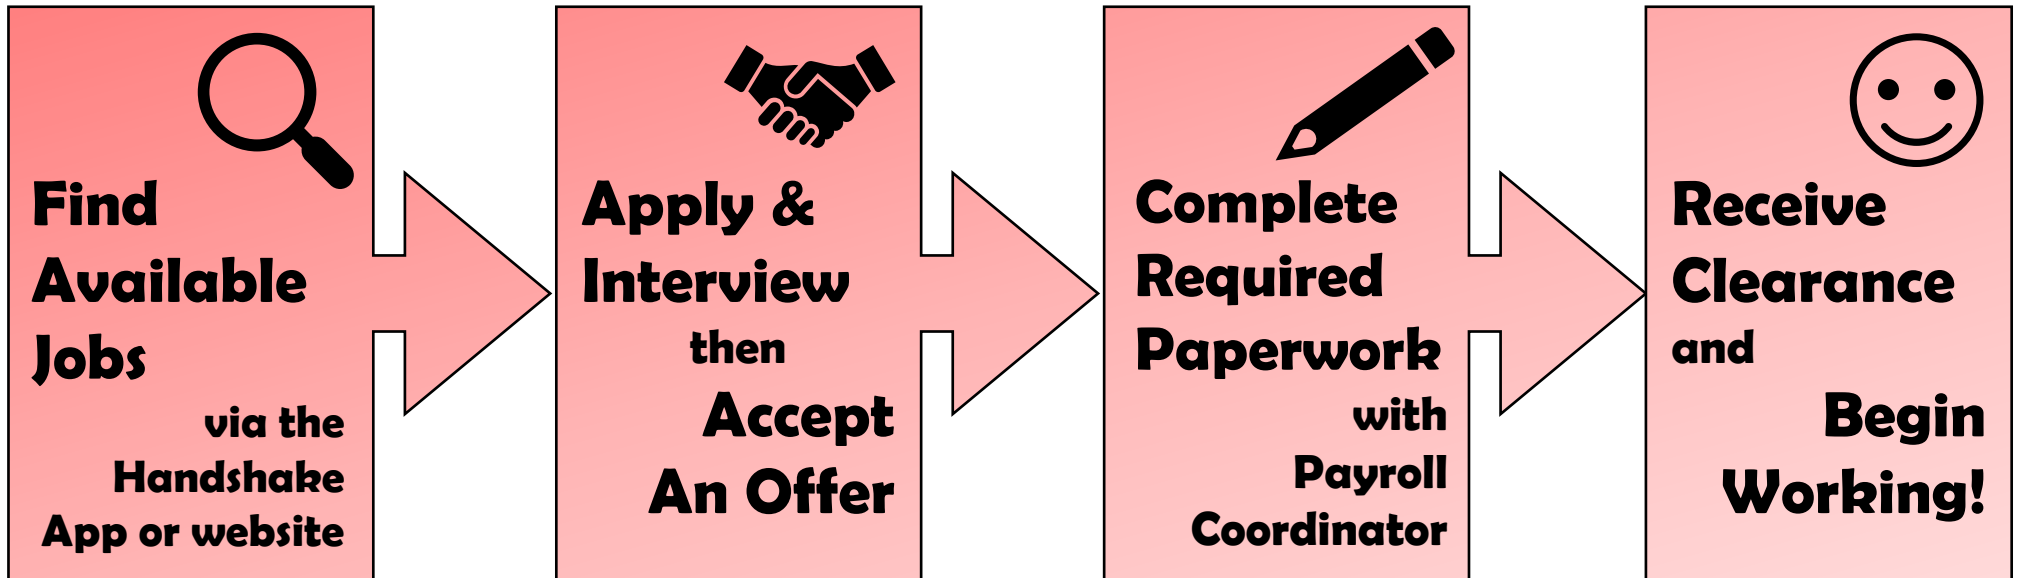 Find
Available
Jobs
via the
Handshake
App or website
Apply &
Interview
then
Accept
An Offer
Complete
Required
Paperwork
with
Payroll
Coordinator
Receive
Clearance
and
Begin
Working!